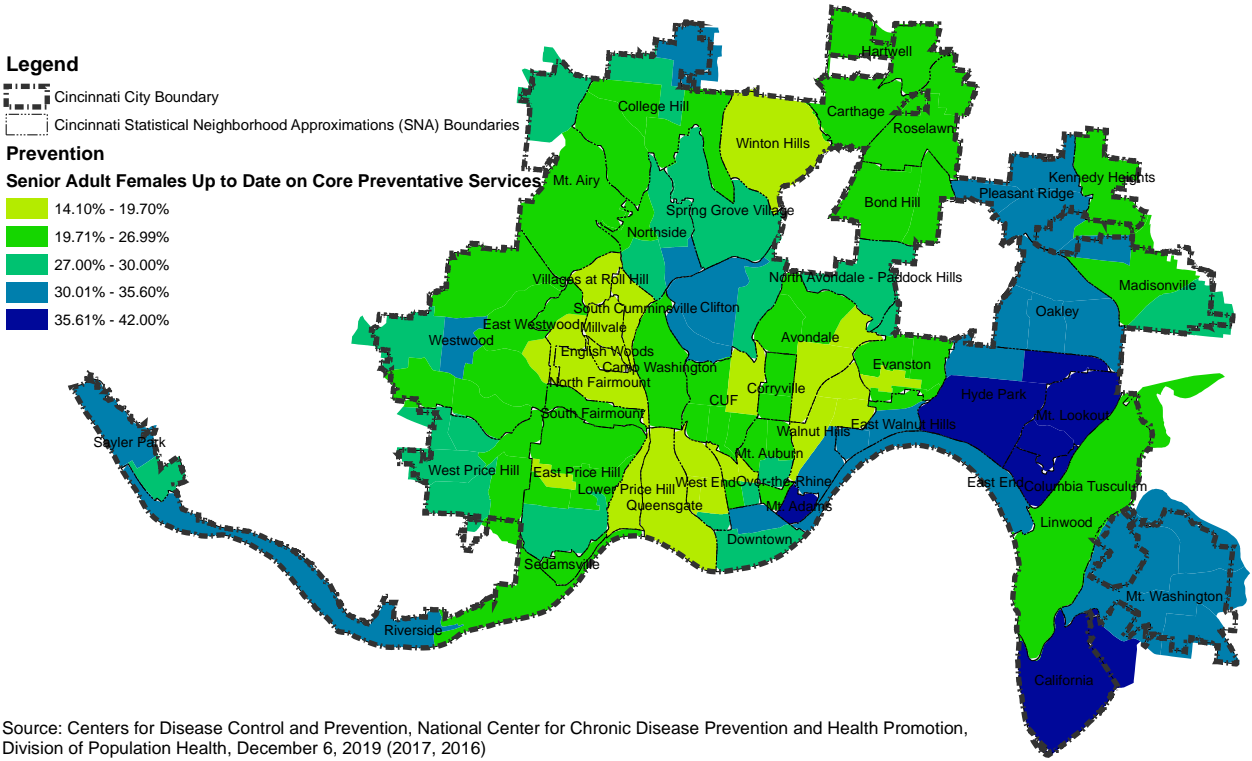 Legend
Cincinnati City Boundary
Cincinnati Statistical Neighborhood Approximations (SNA) Boundaries
Prevention
Senior Adult Females Up to Date on Core Preventative Services
14.10% - 19.70%
19.71% - 26.99%
27.00% - 30.00%
30.01% - 35.60%
35.61% - 42.00%
Hartwell
College Hill
Carthage
Roselawn
Winton Hills
Mt. Airy
Kennedy Heights
Pleasant Ridge
Bond Hill
Spring Grove Village
Northside
Villages at Roll Hill
North Avondale - Paddock Hills
Madisonville
South Cumminsville
Clifton
Oakley
East Westwood
Millvale
Westwood
Avondale
English Woods
Camp Washington
Evanston
North Fairmount
Corryville
Hyde Park
CUF
South Fairmount
Mt. Lookout
East Walnut Hills
Walnut Hills
Sayler Park
Mt. Auburn
West Price Hill
East Price Hill
West End
Over-the-Rhine
East End
Columbia Tusculum
Lower Price Hill
Queensgate
Mt. Adams
Linwood
Downtown
Sedamsville
Mt. Washington
Riverside
California
Source: Centers for Disease Control and Prevention, National Center for Chronic Disease Prevention and Health Promotion,
Division of Population Health, December 6, 2019 (2017, 2016)